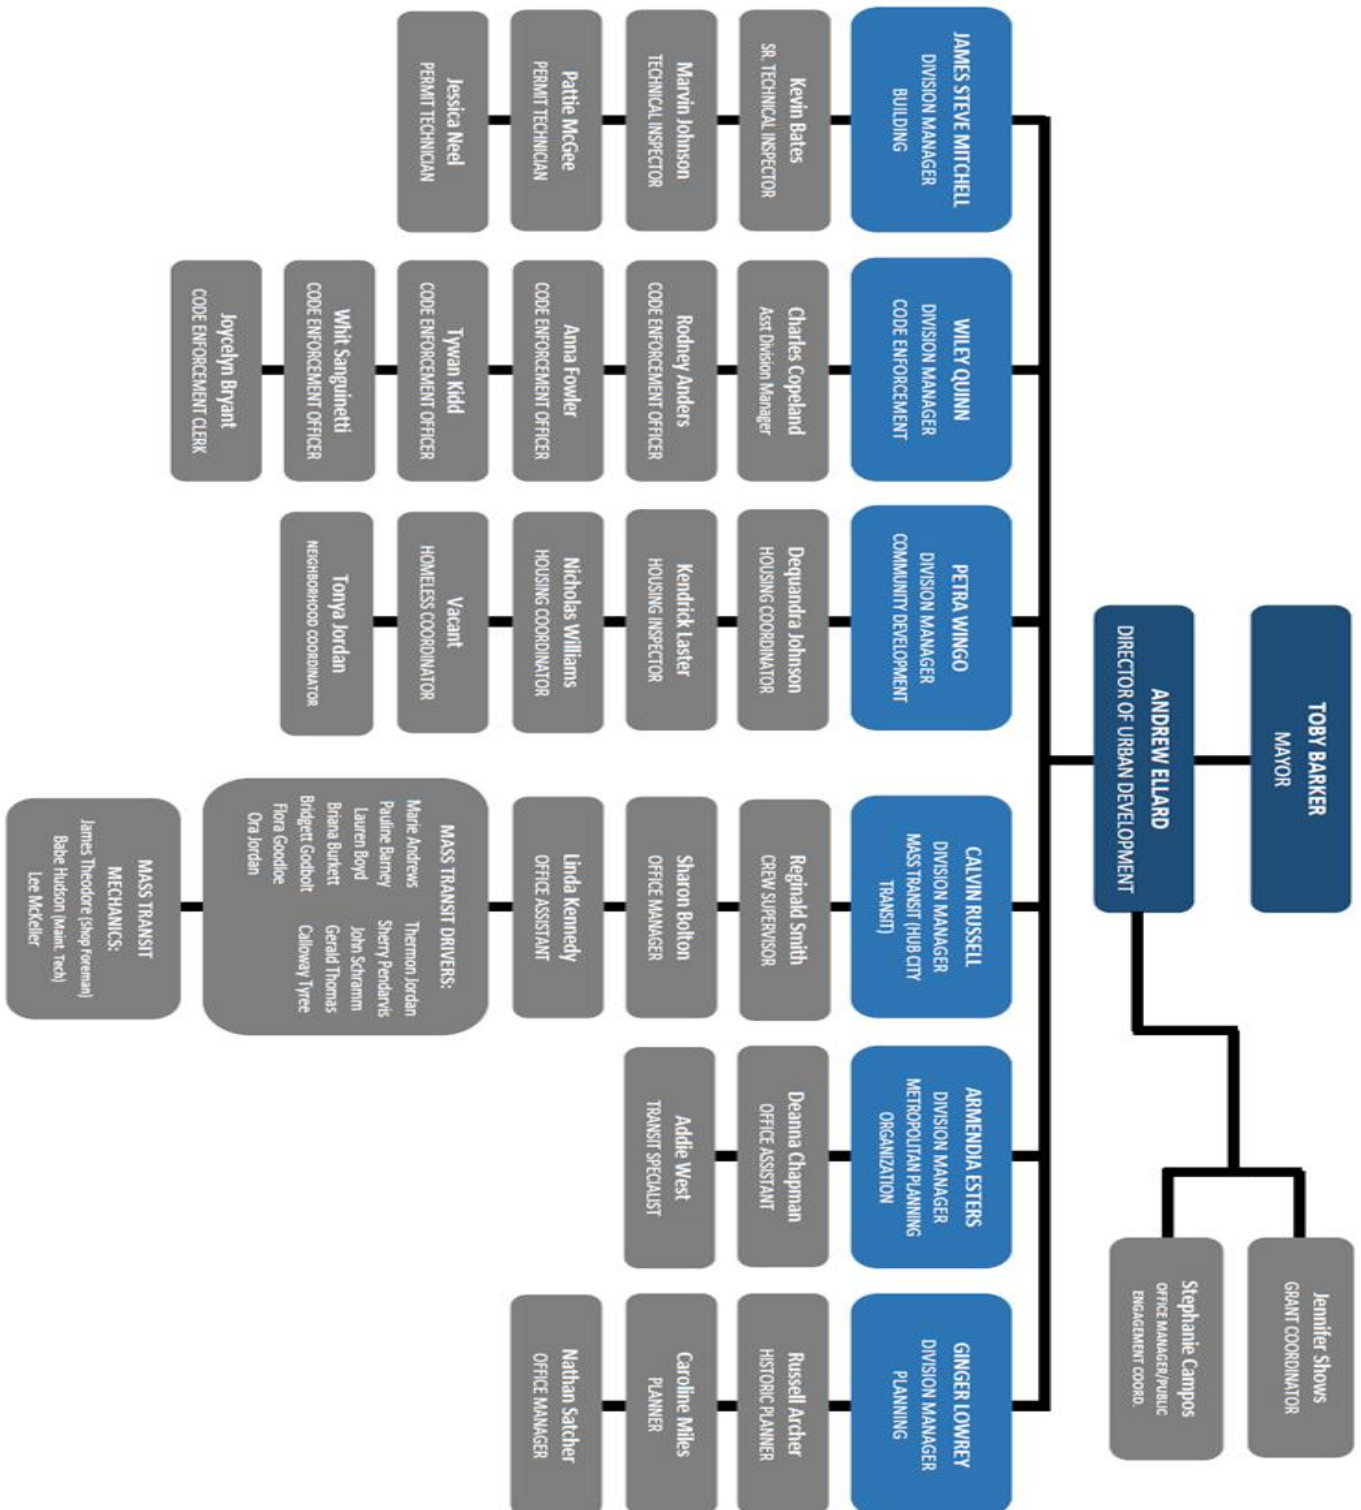 TOBY BARKER
MAYOR
ANDREW ELLARD
DIRECTOR OF URBAN DEVELOPMENT
Jennifer Shows
GRANT COORDINATOR
Stephanie Campos
OFFICE MANAGER/PUBLIC
ENGAGEMENT COORD.
JAMES STEVE MITCHELL
DIVISION MANAGER
BUILDING
Kevin Bates
SR. TECHNICAL INSPECTOR
Marvin Johnson
TECHNICAL INSPECTOR
Pattie McGee
PERMIT TECHNICIAN
Jessica Neel
PERMIT TECHNICIAN
WILEY QUINN
DIVISION MANAGER
CODE ENFORCEMENT
Charles Copeland
Asst Division Manager
Rodney Anders
CODE ENFORCEMENT OFFICER
Anna Fowler
CODE ENFORCEMENT OFFICER
Tywan Kidd
CODE ENFORCEMENT OFFICER
Whit Sanguinetti
CODE ENFORCEMENT OFFICER
Joycelyn Bryant
CODE ENFORCEMENT CLERK
PETRA WINGO
DIVISION MANAGER
COMMUNITY DEVELOPMENT
Dequandra Johnson
HOUSING COORDINATOR
Kendrick Laster
HOUSING INSPECTOR
Nicholas Williams
HOUSING COORDINATOR
Vacant
HOMELESS COORDINATOR
Tonya Jordan
NEIGHBORHOOD COORDINATOR
CALVIN RUSSELL
DIVISION MANAGER
MASS TRANSIT (HUB CITY
TRANSIT)
Reginald Smith
CREW SUPERVISOR
Sharon Bolton
OFFICE MANAGER
Linda Kennedy
OFFICE ASSISTANT
MASS TRANSIT DRIVERS:
Marie Andrews Thermon Jordan
Pauline Barney Sherry Pendarvis
Lauren Boyd John Schramm
Briana Burkett Gerald Thomas
Bridgett Godbolt Calloway Tyree
Flora Goodloe
Ora Jordan
MASS TRANSIT
MECHANICS:
James Theodore (Shop Foreman)
Babe Hudson (Maint. Tech)
Lee McKeller
ARMENDIA ESTERS
DIVISION MANAGER
METROPOLITAN PLANNING
ORGANIZATION
Deanna Chapman
OFFICE ASSISTANT
Addie West
TRANSIT SPECIALIST
GINGER LOWREY
DIVISION MANAGER
PLANNING
Russell Archer
HISTORIC PLANNER
Caroline Miles
PLANNER
Nathan Satcher
OFFICE MANAGER